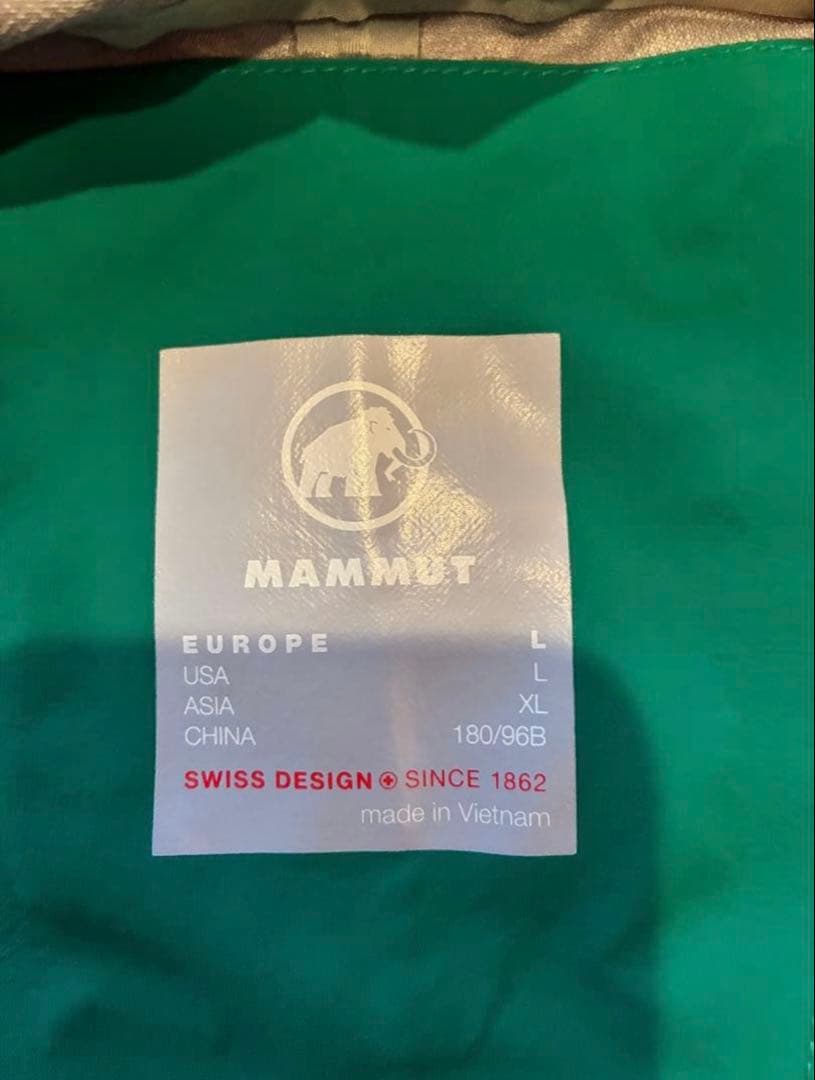 MAMMUT
EUROPE L
USA L
ASIA XL
CHINA 180/96B
SWISS DESIGN SINCE 1862
made in Vietnam